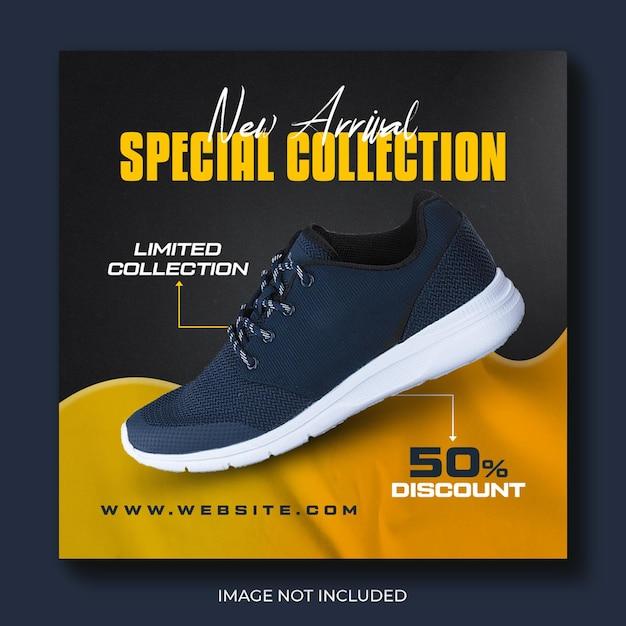 New Arrival
SPECIAL COLLECTION
LIMITED
COLLECTION
50%
DISCOUNT
WWW.WEBSITE.COM
IMAGE NOT INCLUDED